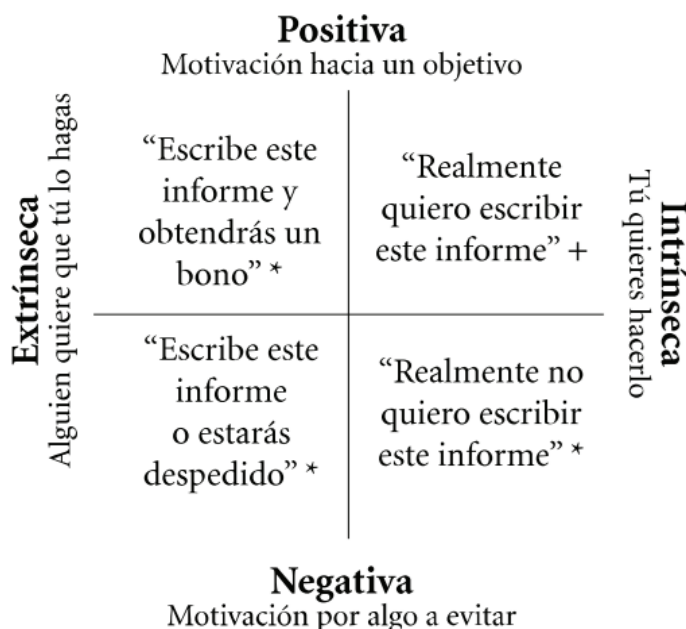 Positiva
Motivación hacia un objetivo
Extrínseca
Alguien quiere que tú lo hagas
“Escribe este
informe y
obtendrás un
bono” *
“Realmente
quiero escribir
este informe” +
“Escribe este
informe
o estarás
despedido” *
“Realmente no
quiero escribir
este informe” *
Intrínseca
Tú quieres hacerlo
Negativa
Motivación por algo a evitar